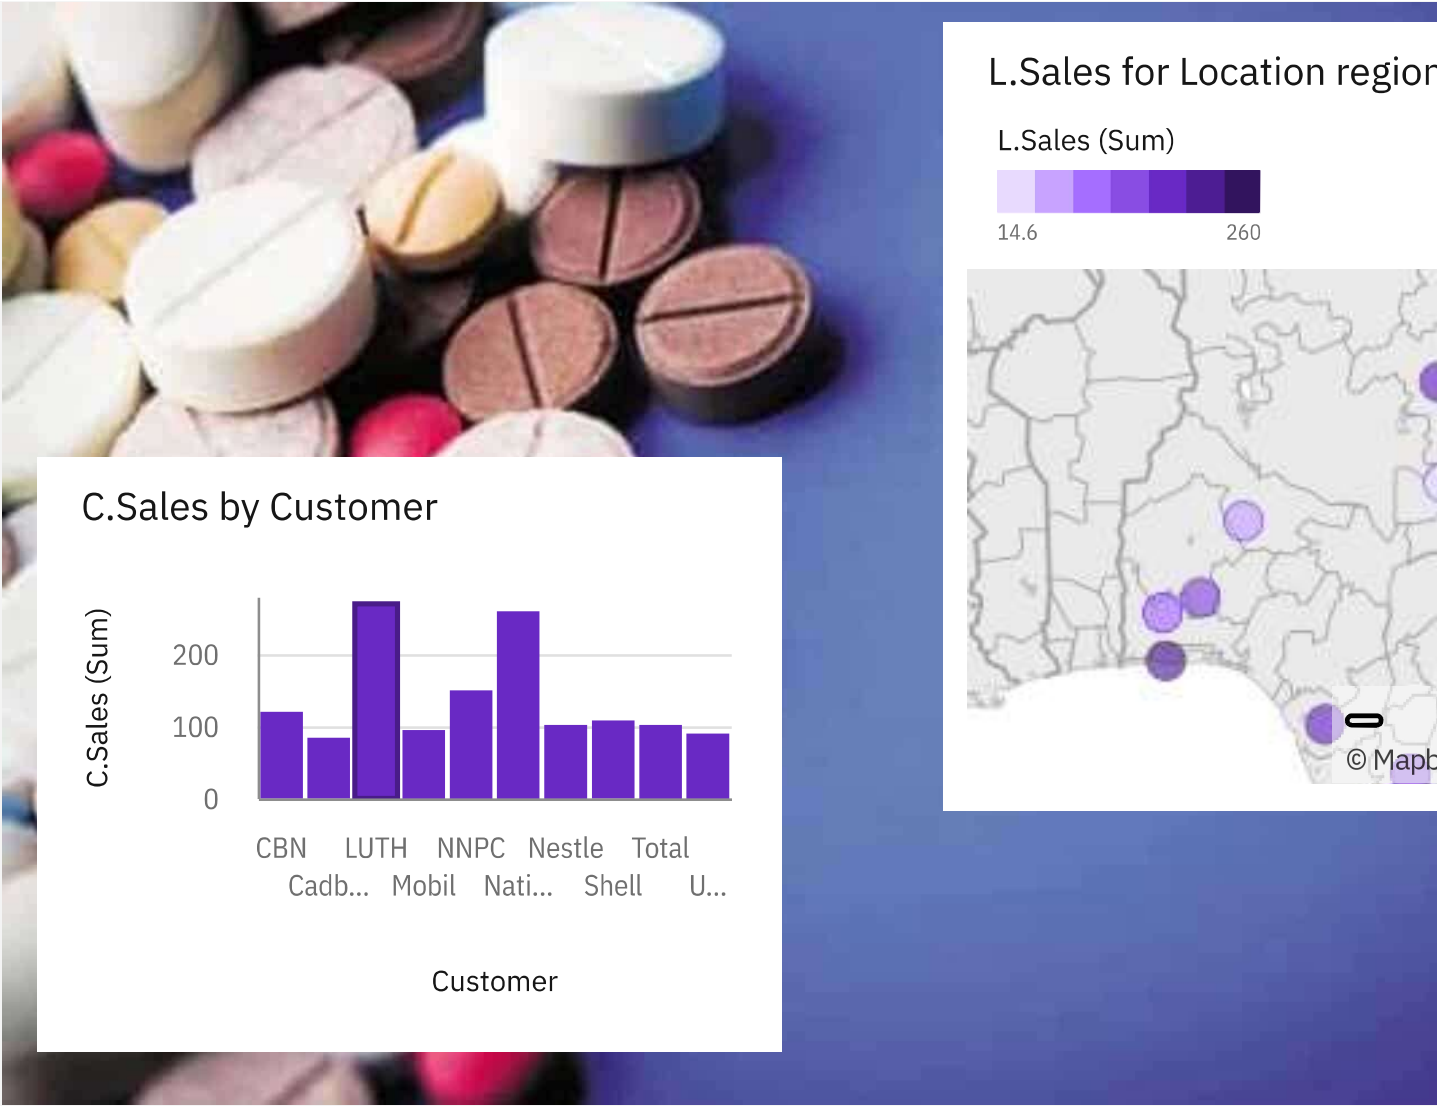 L.Sales for Location region
L.Sales (Sum)
14.6 260
© Mapb
C.Sales by Customer
C.Sales (Sum)
200
100
0
CBN LUTH NNPC Nestle Total
Cadb... Mobil Nati... Shell U...
Customer